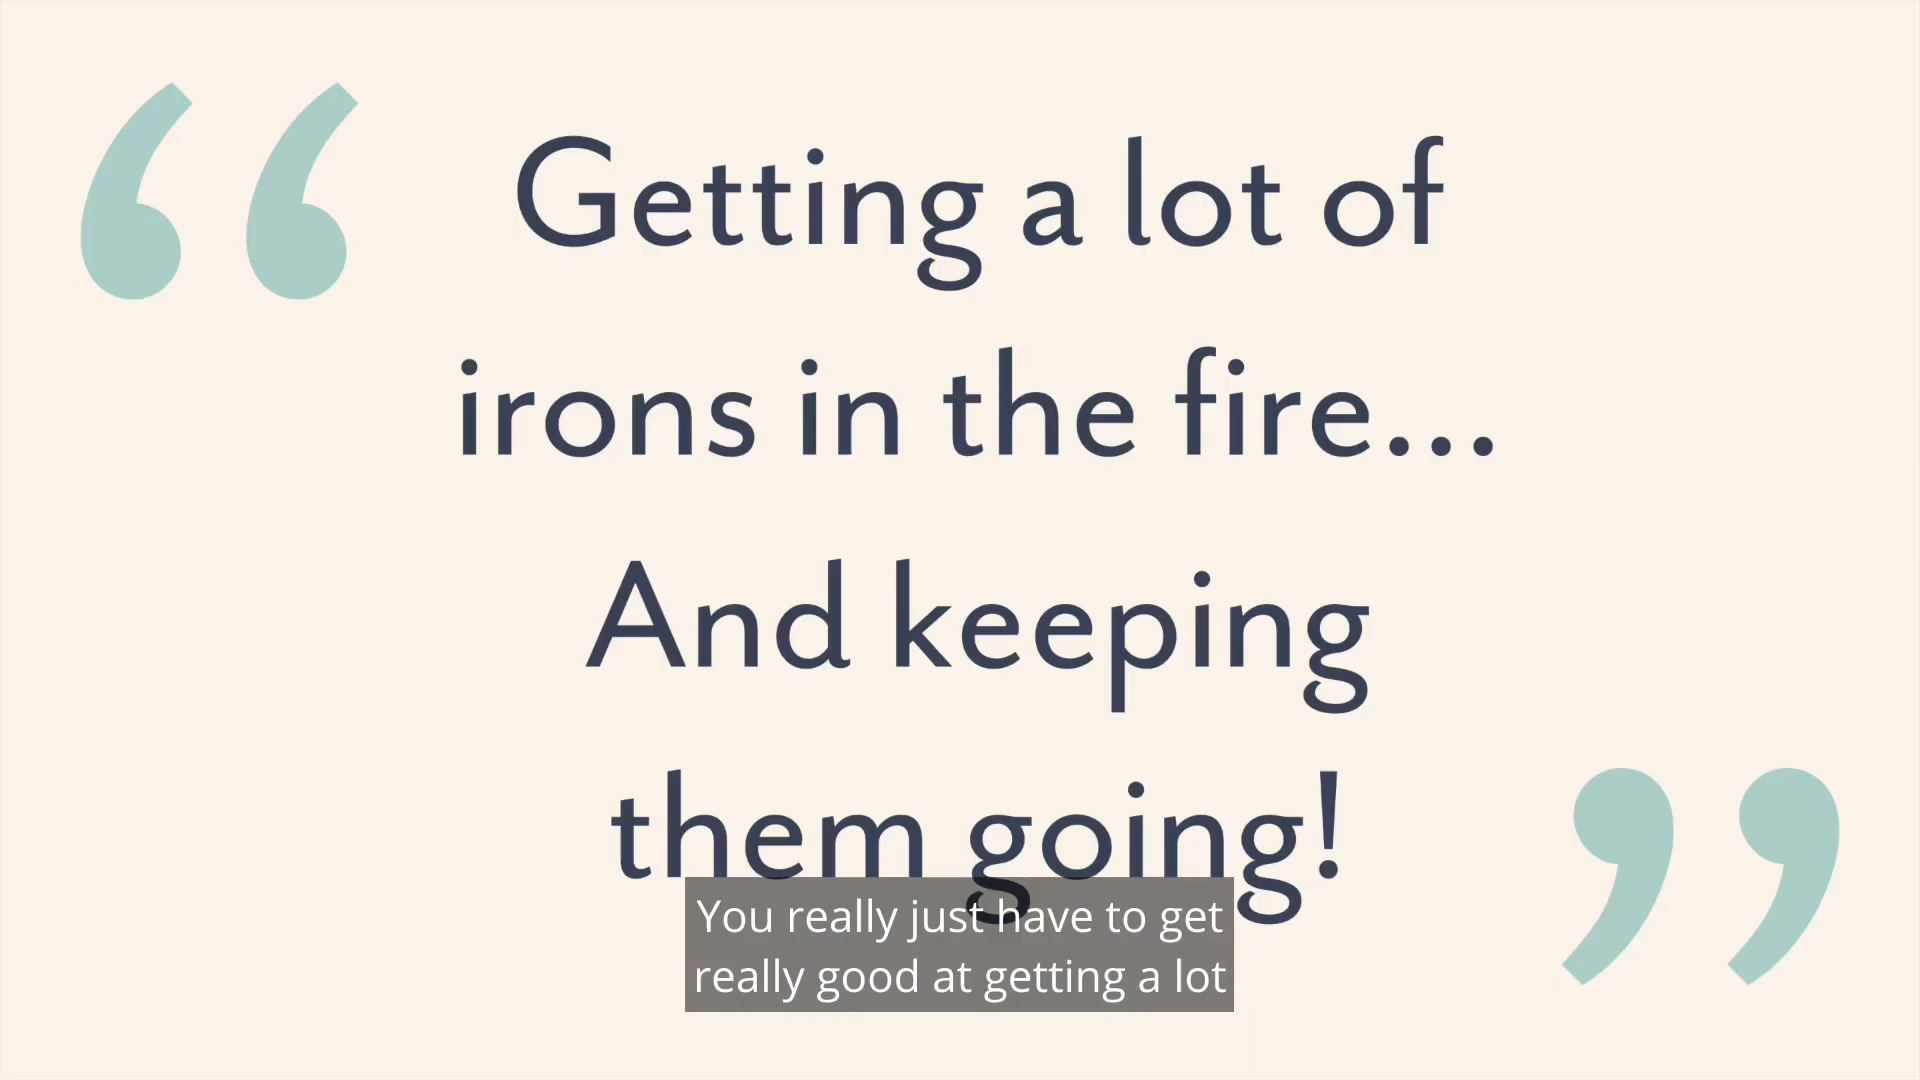 Getting a lot of
irons in the fire...
And keeping
them going!
You really just have to get
really good at getting a lot